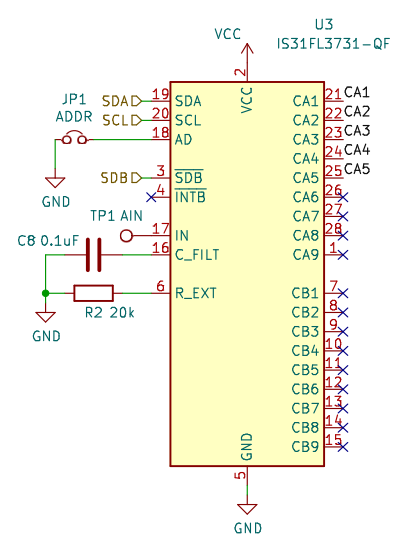 U3
VCC
IS31FL3731-QF
2
VCC
JP1
ADDR
SDA 19 SDA
SCL 20 SCL
18 AD
GND
SDB 3 SDB
4 INTB
TP1 AIN
17 IN
C8 0.1uF
16 C_FILT
6 R_EXT
R2 20k
GND
CA1 21 CA1
CA2 22 CA2
CA3 23 CA3
CA4 24 CA4
CA5 25 CA5
CA6 26
CA7 27
CA8 28
CA9 1
CB1 7
CB2 8
CB3 9
CB4 10
CB5 11
CB6 12
CB7 13
CB8 14
CB9 15
GND
5
GND